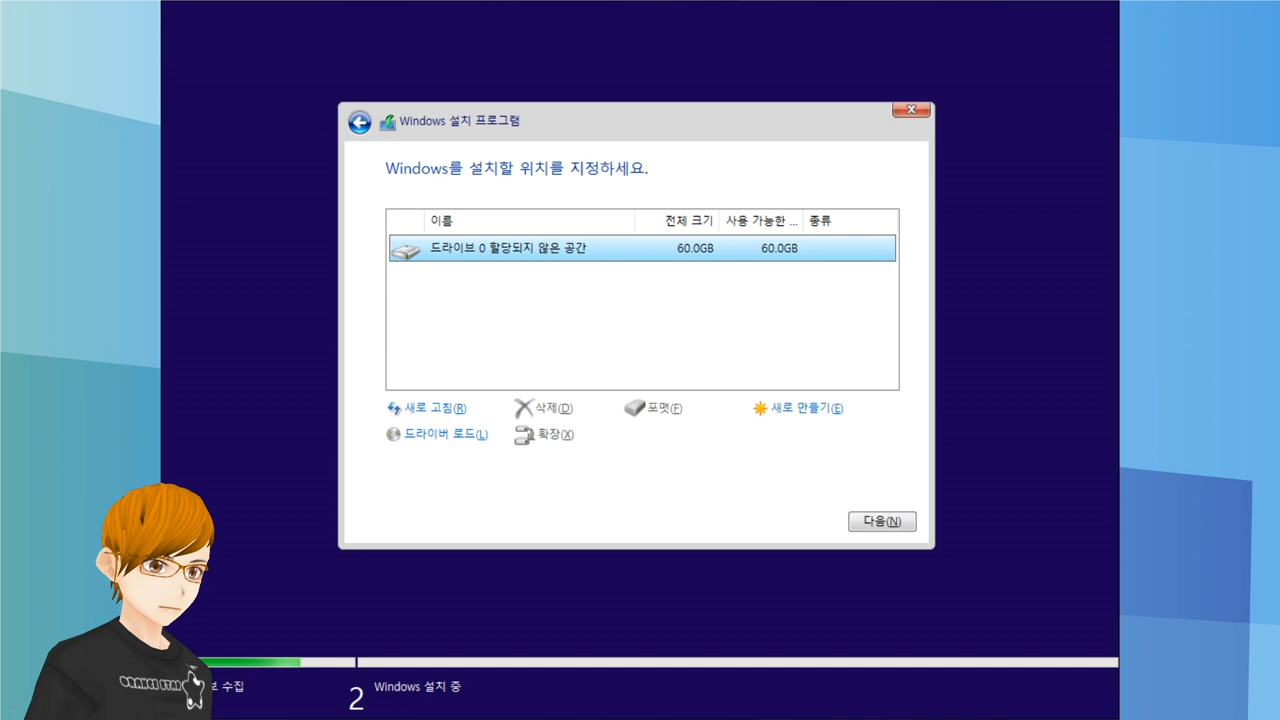 Windows 설치 프로그램
Windows를 설치할 위치를 지정하세요.
이름 전체 크기 사용 가능한 ... 종류
드라이브 0 할당되지 않은 공간 60.0GB 60.0GB
새로 고침(R) 삭제(D) 포맷(F) 새로 만들기(E)
드라이버 로드(L) 확장(X)
다음(N)
수집
2 Windows 설치 중